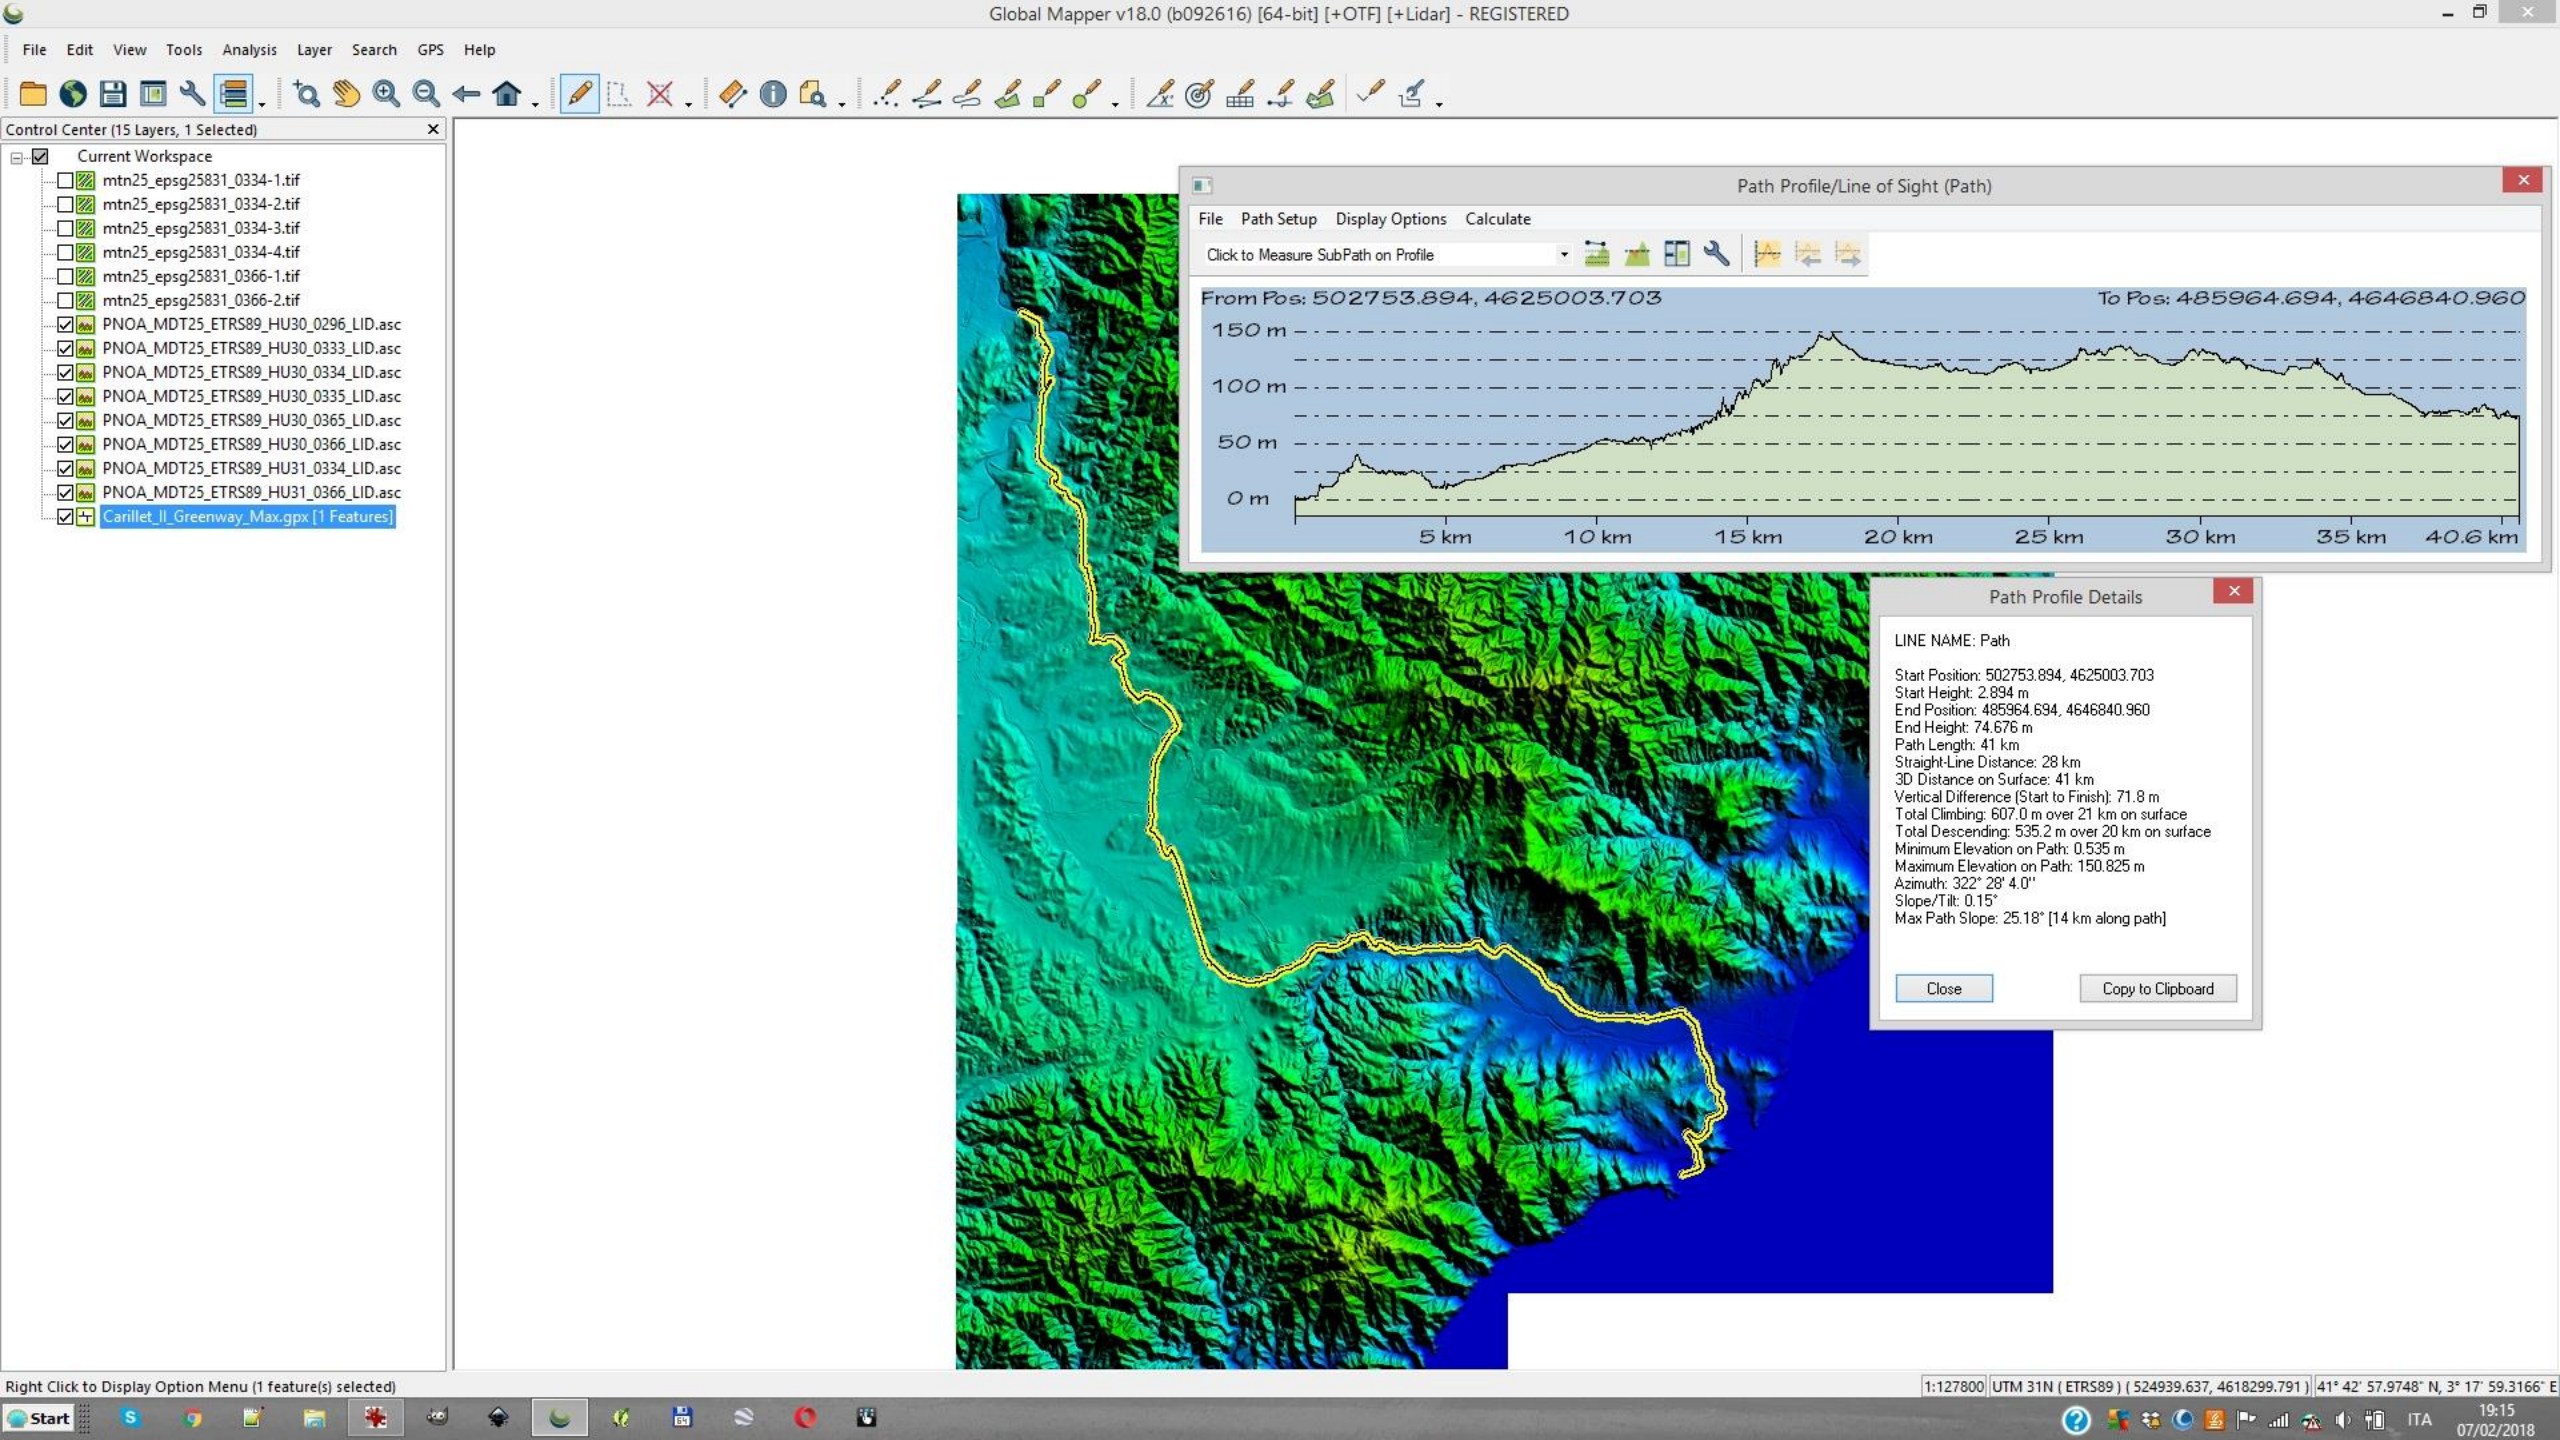 Global Mapper v18.0 (b092616) [64-bit] [+OTF] [+Lidar] - REGISTERED
File Edit View Tools Analysis Layer Search GPS Help
Control Center (15 Layers, 1 Selected)
Current Workspace
mtn25_epsg25831_0334-1.tif
mtn25_epsg25831_0334-2.tif
mtn25_epsg25831_0334-3.tif
mtn25_epsg25831_0334-4.tif
mtn25_epsg25831_0366-1.tif
mtn25_epsg25831_0366-2.tif
PNOA_MDT25_ETRS89_HU30_0296_LID.asc
PNOA_MDT25_ETRS89_HU30_0333_LID.asc
PNOA_MDT25_ETRS89_HU30_0334_LID.asc
PNOA_MDT25_ETRS89_HU30_0335_LID.asc
PNOA_MDT25_ETRS89_HU30_0365_LID.asc
PNOA_MDT25_ETRS89_HU30_0366_LID.asc
PNOA_MDT25_ETRS89_HU31_0334_LID.asc
PNOA_MDT25_ETRS89_HU31_0366_LID.asc
Carillet_II_Greenway_Max.gpx [1 Features]
Path Profile/Line of Sight (Path)
File Path Setup Display Options Calculate
Click to Measure SubPath on Profile
From Pos: 502753.894, 4625003.703 To Pos: 485964.694, 4646840.960
150 m
100 m
50 m
0 m
5 km 10 km 15 km 20 km 25 km 30 km 35 km 40.6 km
Path Profile Details
LINE NAME: Path
Start Position: 502753.894, 4625003.703
Start Height: 2.894 m
End Position: 485964.694, 4646840.960
End Height: 74.676 m
Path Length: 41 km
Straight-Line Distance: 28 km
3D Distance on Surface: 41 km
Vertical Difference (Start to Finish): 71.8 m
Total Climbing: 607.0 m over 21 km on surface
Total Descending: 535.2 m over 20 km on surface
Minimum Elevation on Path: 0.535 m
Maximum Elevation on Path: 150.825 m
Azimuth: 322° 28' 4.0''
Slope/Tilt: 0.15°
Max Path Slope: 25.18° [14 km along path]
Close Copy to Clipboard
Right Click to Display Option Menu (1 feature(s) selected)
1:127800 UTM 31N ( ETRS89 ) ( 524939.637, 4618299.791 ) 41° 42' 57.9748" N, 3° 17' 59.3166" E
Start
ITA
19:15
07/02/2018